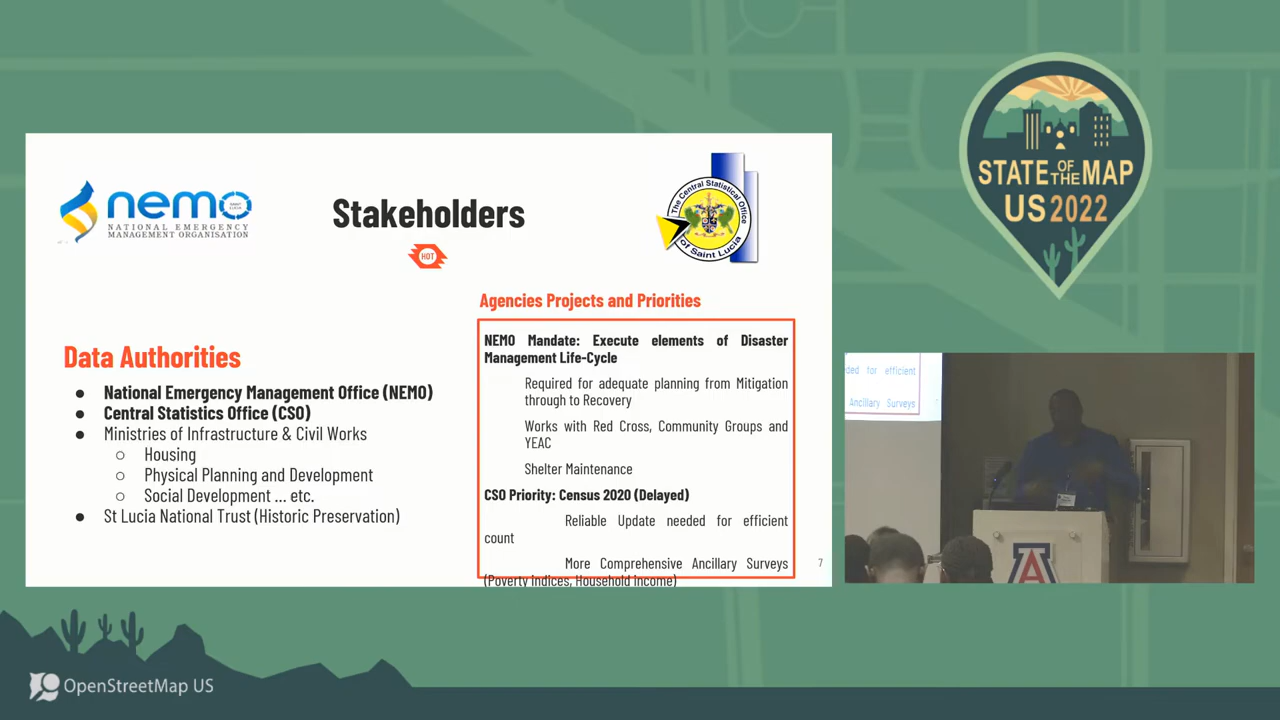 nemo
NATIONAL EMERGENCY
MANAGEMENT ORGANISATION
Stakeholders
HOT
The Central Statistical Office
of Saint Lucia
Agencies Projects and Priorities
NEMO Mandate: Execute elements of Disaster
Management Life-Cycle
Required for adequate planning from Mitigation
through to Recovery
Works with Red Cross, Community Groups and
YEAC
Shelter Maintenance
CSO Priority: Census 2020 (Delayed)
Reliable Update needed for efficient
count
More Comprehensive Ancillary Surveys
(Poverty Indices, Household Income)
Data Authorities
● National Emergency Management Office (NEMO)
● Central Statistics Office (CSO)
● Ministries of Infrastructure & Civil Works
○ Housing
○ Physical Planning and Development
○ Social Development ... etc.
● St Lucia National Trust (Historic Preservation)
7
STATE OF THE MAP
US 2022
ded for efficient
Ancillary Surveys
A
OpenStreetMap US